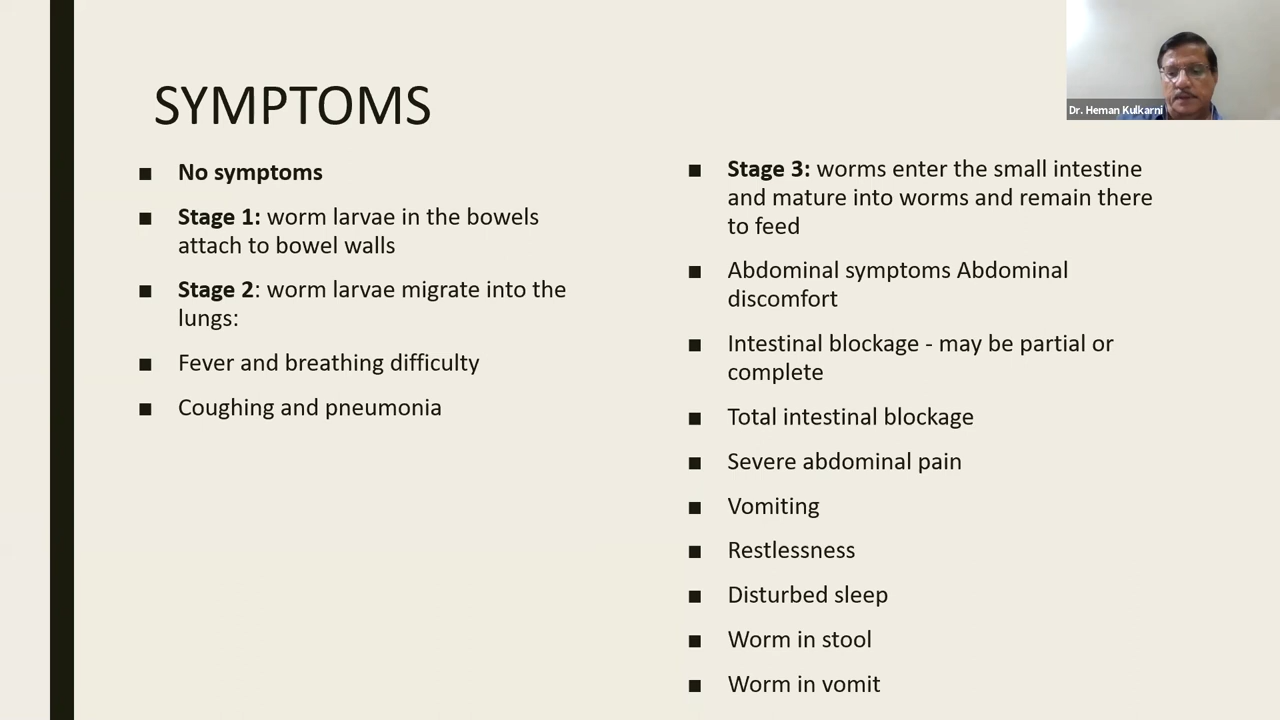 SYMPTOMS
Dr. Heman Kulkarni
■ No symptoms
■ Stage 1: worm larvae in the bowels
attach to bowel walls
■ Stage 2: worm larvae migrate into the
lungs:
■ Fever and breathing difficulty
■ Coughing and pneumonia
■ Stage 3: worms enter the small intestine
and mature into worms and remain there
to feed
■ Abdominal symptoms Abdominal
discomfort
■ Intestinal blockage - may be partial or
complete
■ Total intestinal blockage
■ Severe abdominal pain
■ Vomiting
■ Restlessness
■ Disturbed sleep
■ Worm in stool
■ Worm in vomit